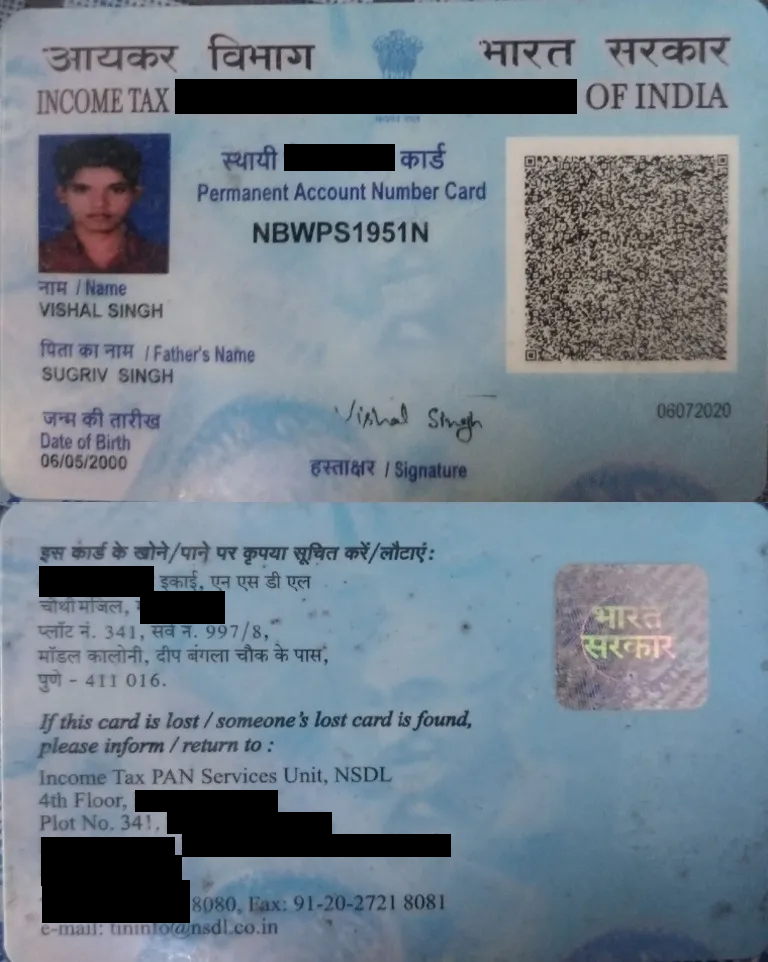 आयकर विभाग भारत सरकार
INCOME TAX OF INDIA
स्थायी कार्ड
Permanent Account Number Card
NBWPS1951N
नाम / Name
VISHAL SINGH
पिता का नाम / Father's Name
SUGRIV SINGH
जन्म की तारीख
Date of Birth
06/05/2000
Vishal Singh
हस्ताक्षर / Signature
06072020
इस कार्ड के खोने/पाने पर कृपया सूचित करें/लौटाएं:
इकाई, एन एस डी एल
चौथी मंजिल,
प्लॉट नं. 341, सर्वे नं. 997/8,
मॉडल कालोनी, दीप बंगला चौक के पास,
पुणे - 411 016.
भारत
सरकार
If this card is lost / someone's lost card is found,
please inform / return to :
Income Tax PAN Services Unit, NSDL
4th Floor,
Plot No. 341,
8080, Fax: 91-20-2721 8081
e-mail: tininfo@nsdl.co.in